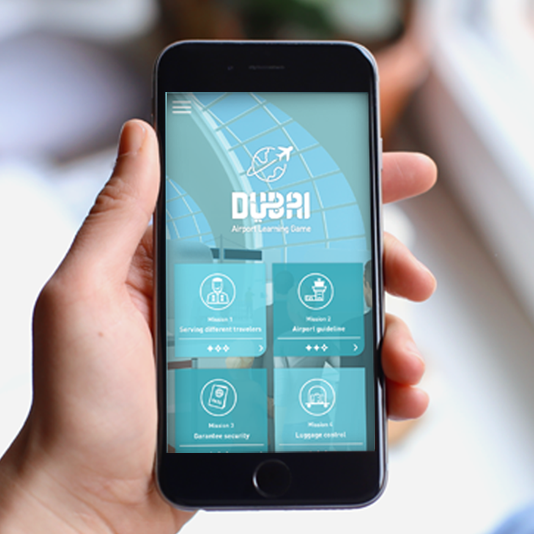 DUBAI
Airport Learning Game
Mission 1
Serving different travelers
Mission 2
Airport guideline
Mission 3
Garantee security
Mission 4
Luggage control